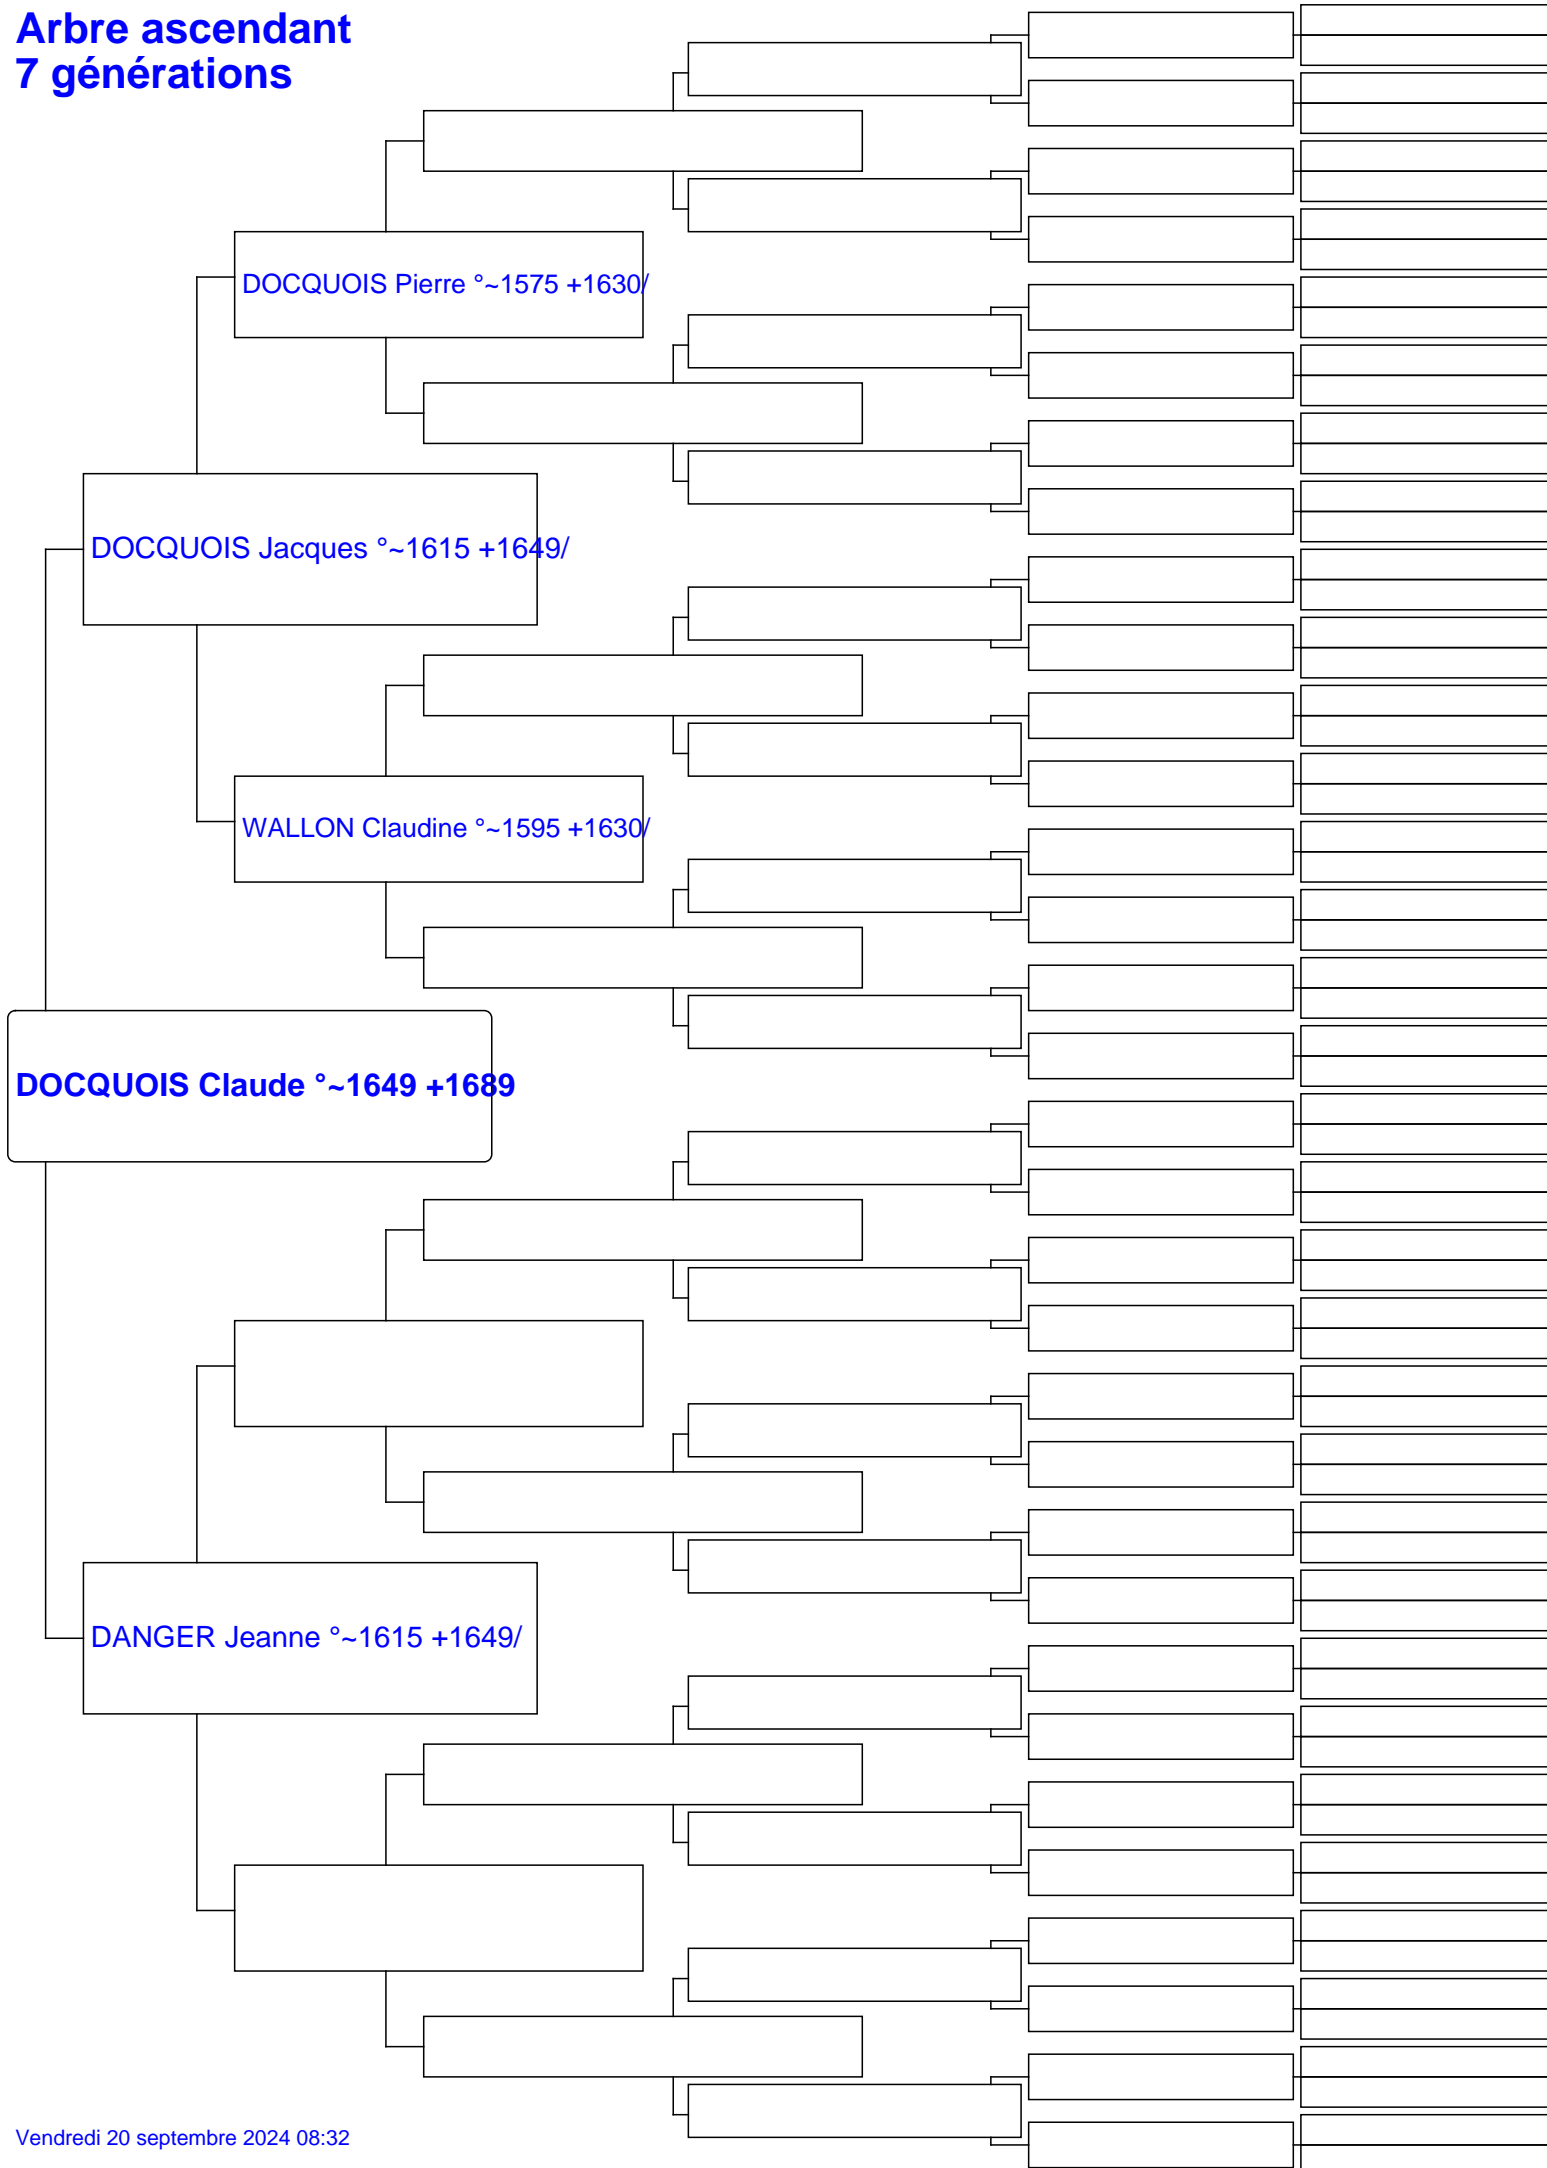 Arbre ascendant
7 générations
DOCQUOIS Pierre °~1575 +1630/
DOCQUOIS Jacques °~1615 +1649/
WALLON Claudine °~1595 +1630/
DOCQUOIS Claude °~1649 +1689
DANGER Jeanne °~1615 +1649/
Vendredi 20 septembre 2024 08:32